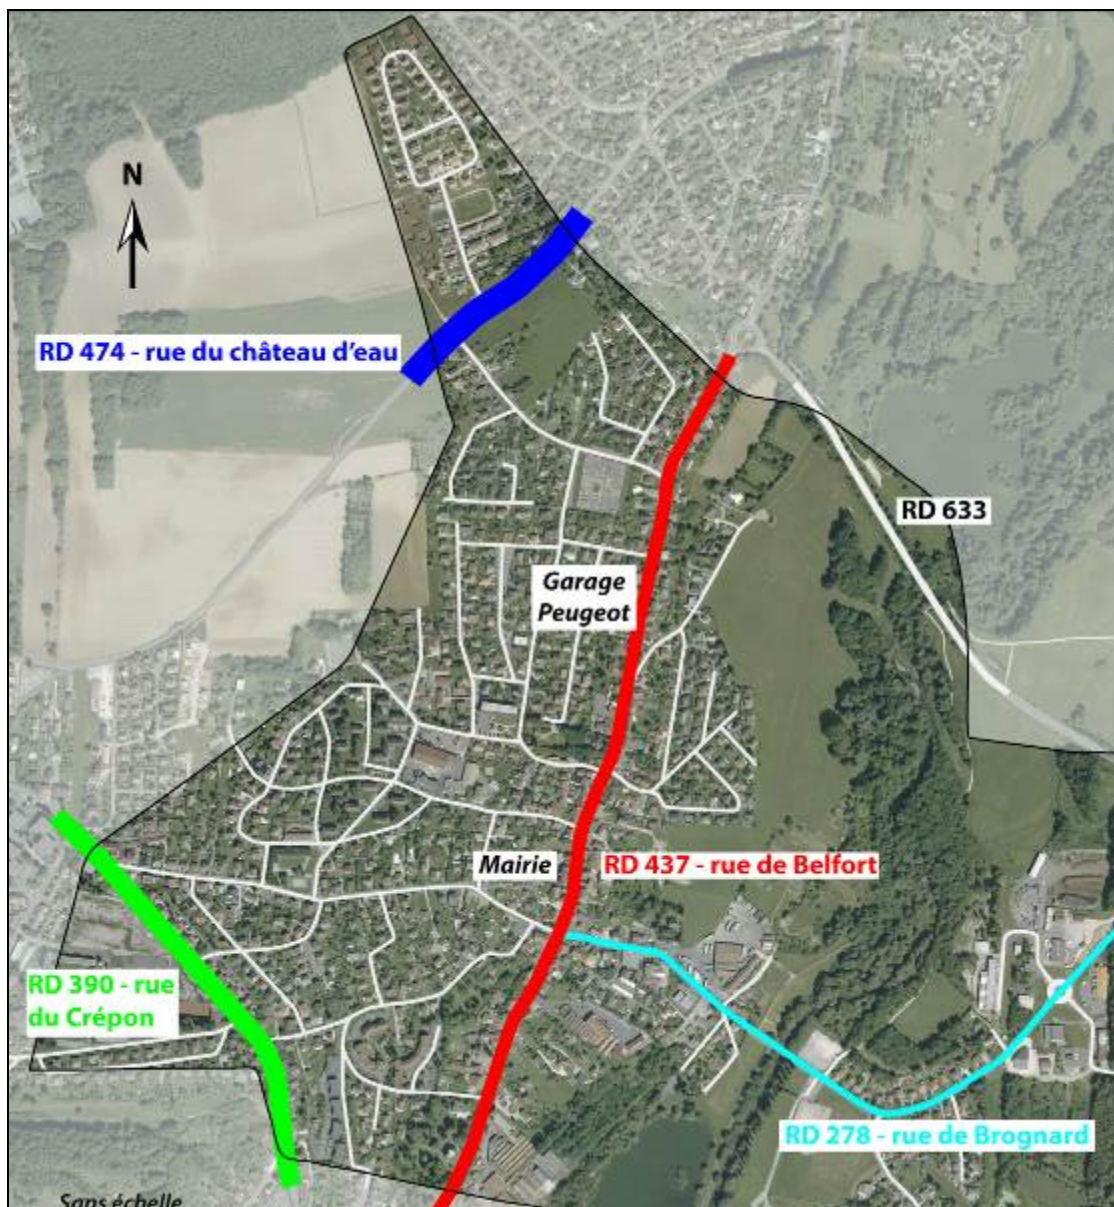 N
RD 474 - rue du château d'eau
RD 633
Garage
Peugeot
Mairie
RD 437 - rue de Belfort
RD 390 - rue
du Crépon
RD 278 - rue de Brognard
Sans échelle